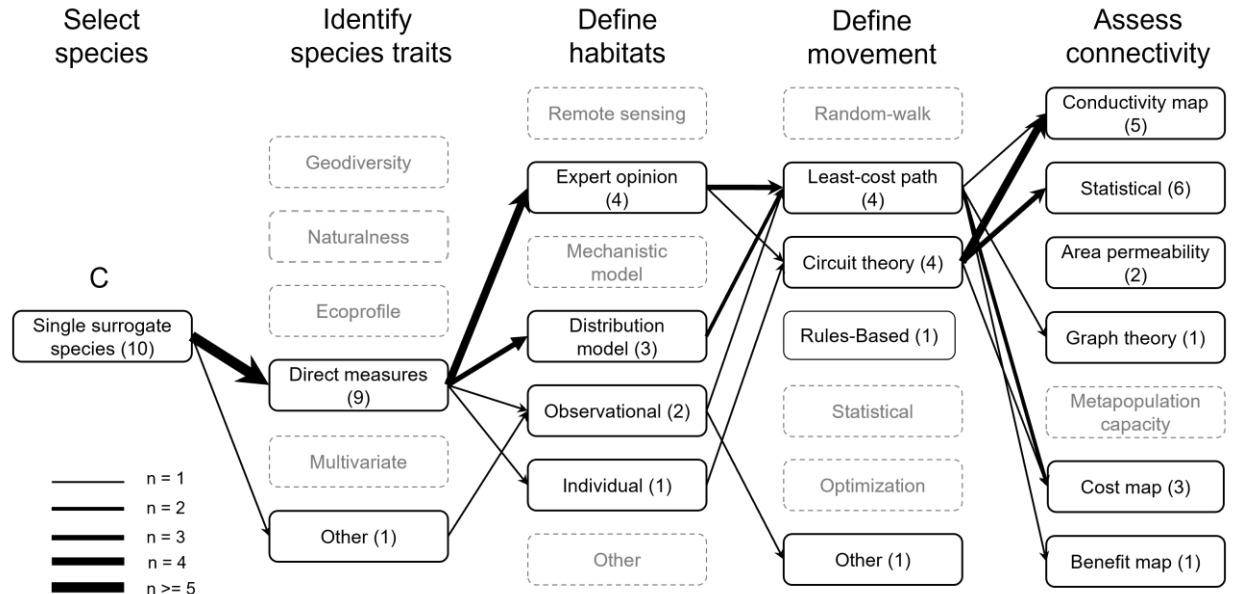 Select
species
Identify
species traits
Define
habitats
Define
movement
Assess
connectivity
C
Single surrogate
species (10)
Geodiversity
Naturalness
Ecoprofile
Direct measures
(9)
Multivariate
Other (1)
Remote sensing
Expert opinion
(4)
Mechanistic
model
Distribution
model (3)
Observational (2)
Individual (1)
Other
Random-walk
Least-cost path
(4)
Circuit theory (4)
Rules-Based (1)
Statistical
Optimization
Other (1)
Conductivity map
(5)
Statistical (6)
Area permeability
(2)
Graph theory (1)
Metapopulation
capacity
Cost map (3)
Benefit map (1)
n = 1
n = 2
n = 3
n = 4
n >= 5